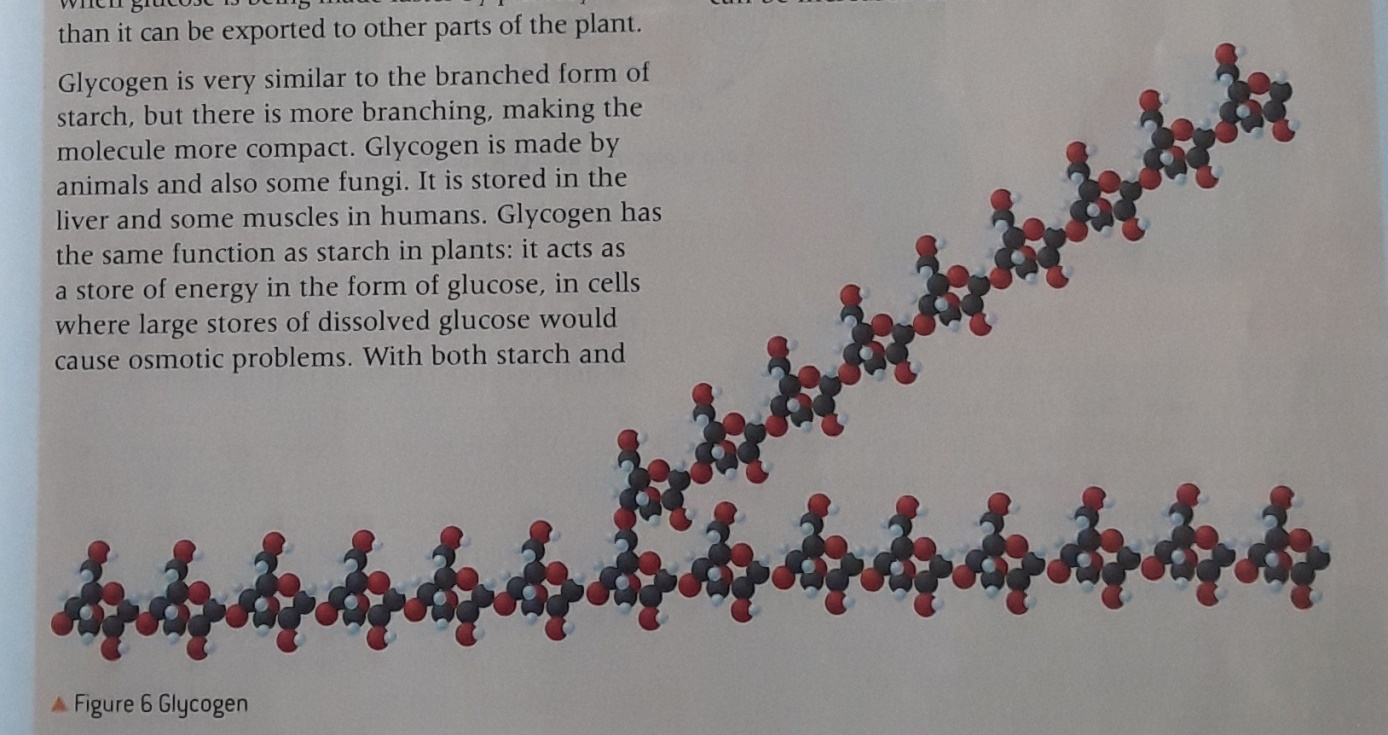 than it can be exported to other parts of the plant.
Glycogen is very similar to the branched form of
starch, but there is more branching, making the
molecule more compact. Glycogen is made by
animals and also some fungi. It is stored in the
liver and some muscles in humans. Glycogen has
the same function as starch in plants: it acts as
a store of energy in the form of glucose, in cells
where large stores of dissolved glucose would
cause osmotic problems. With both starch and
Figure 6 Glycogen